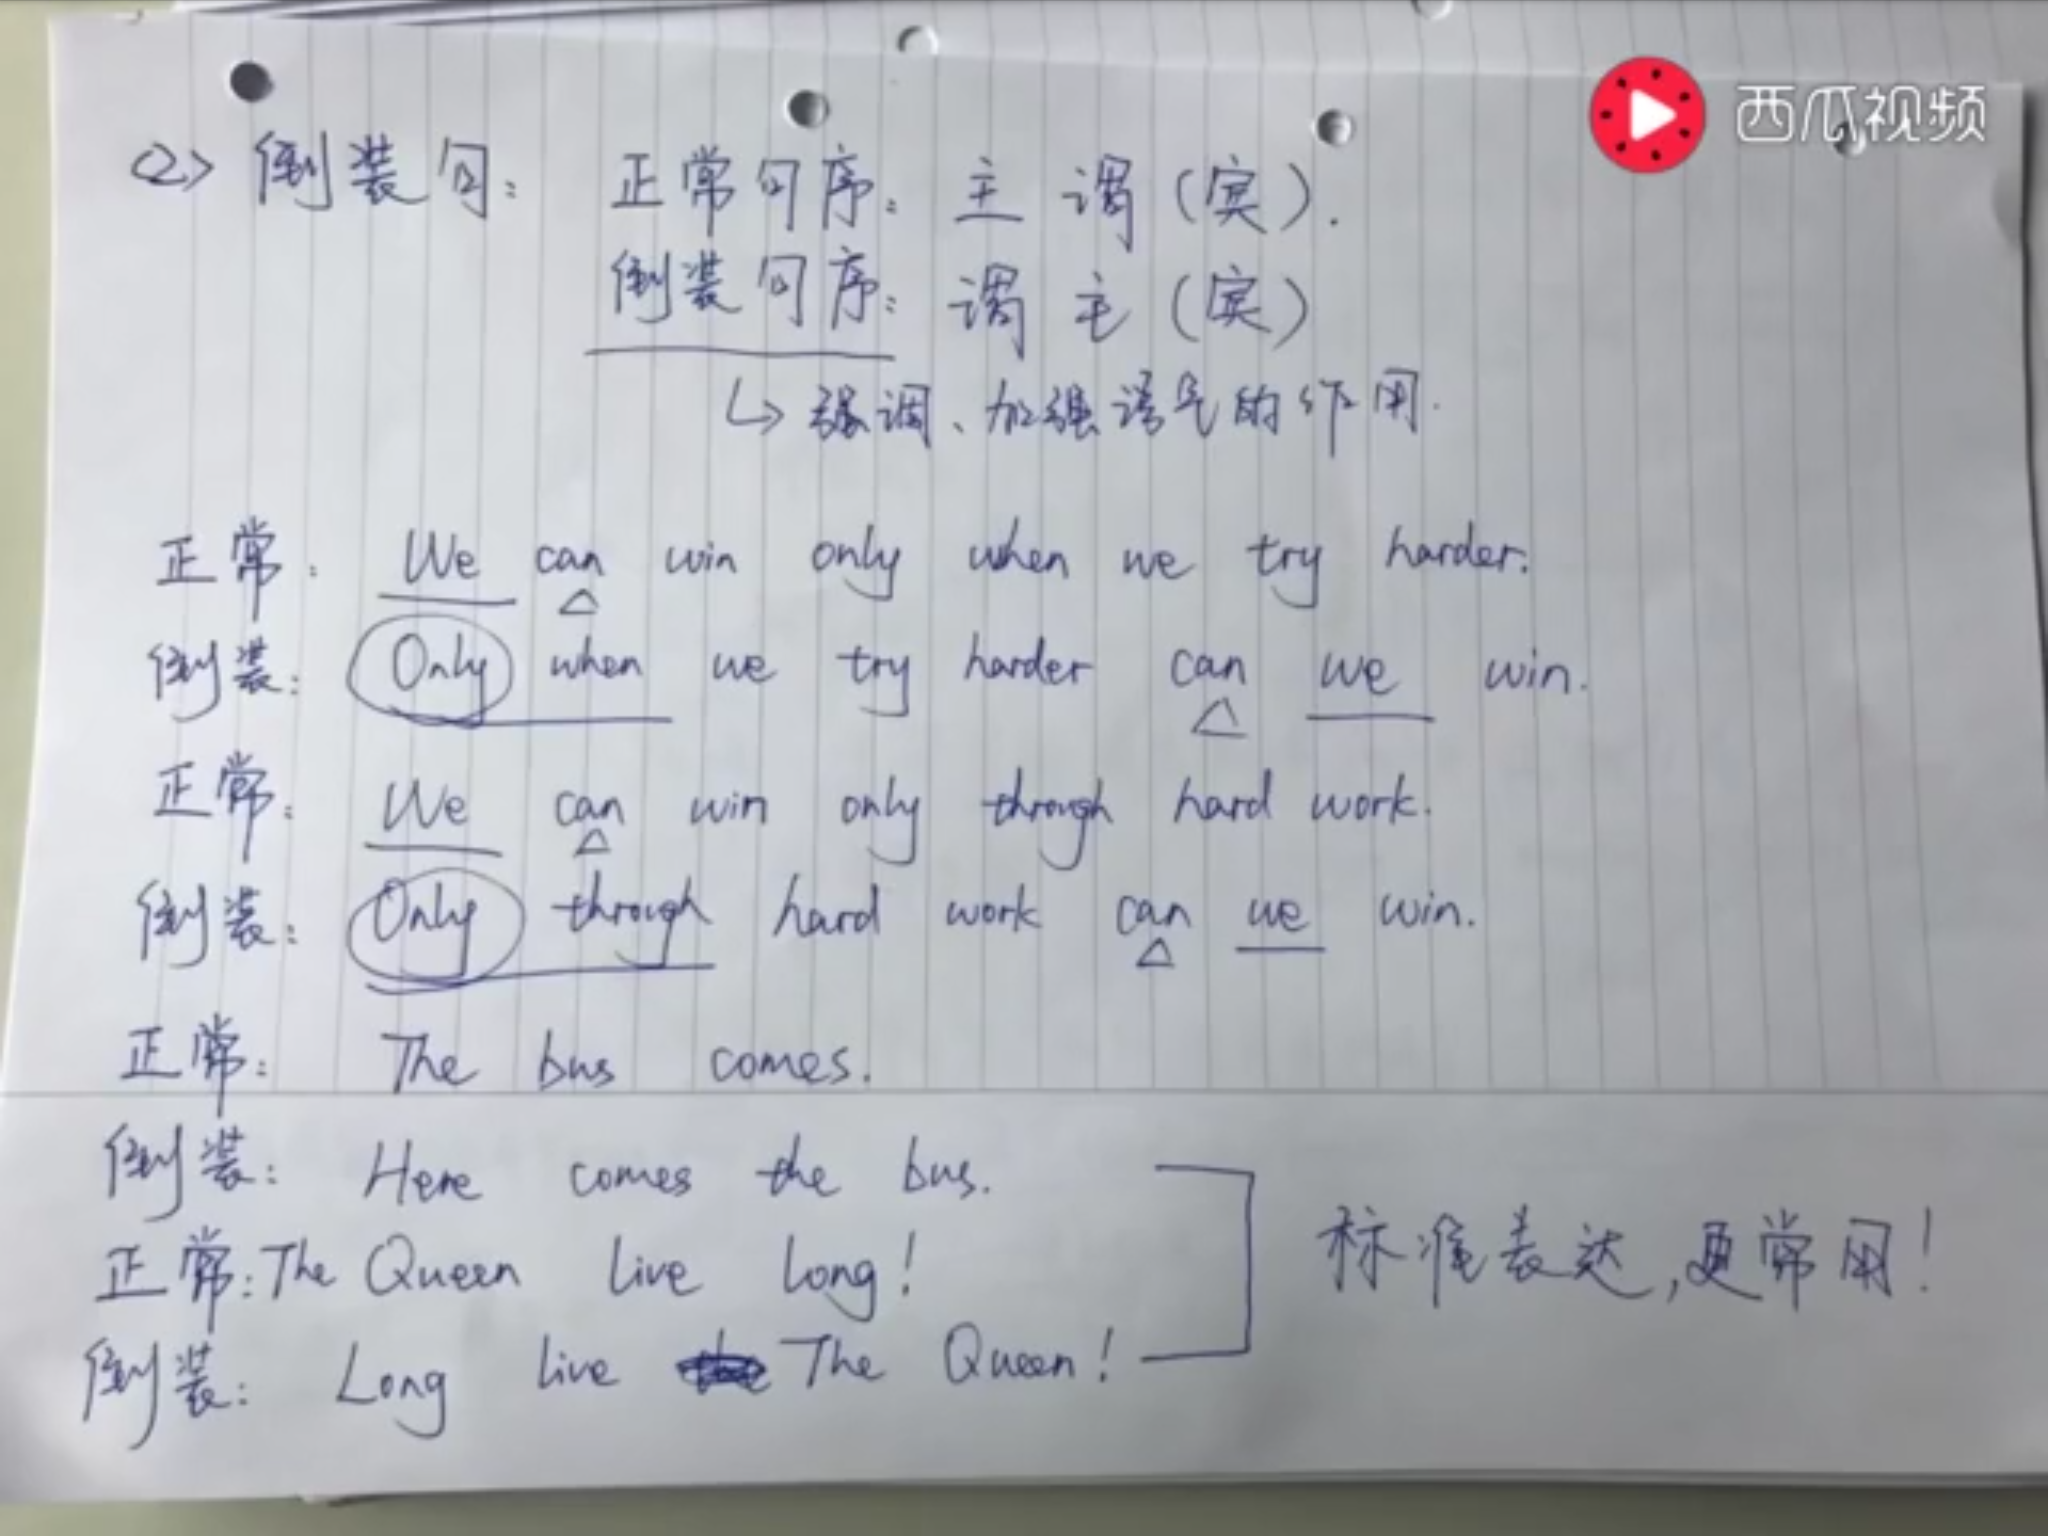 西瓜视频
<2> 倒装句: 正常句序: 主 谓 (宾).
倒装句序: 谓 主 (宾)
↳ 强调、加强语气的作用.
正常: We can win only when we try harder.
倒装: Only when we try harder can we win.
正常: We can win only through hard work.
倒装: Only through hard work can we win.
正常: The bus comes.
倒装: Here comes the bus.
正常: The Queen live long!
倒装: Long live The Queen!
标准表达,更常用!